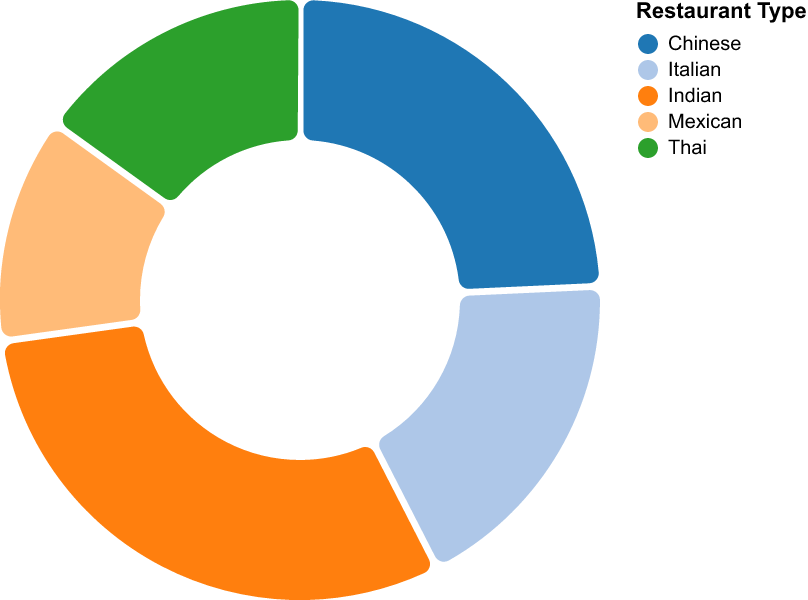 Restaurant Type
Chinese
Italian
Indian
Mexican
Thai